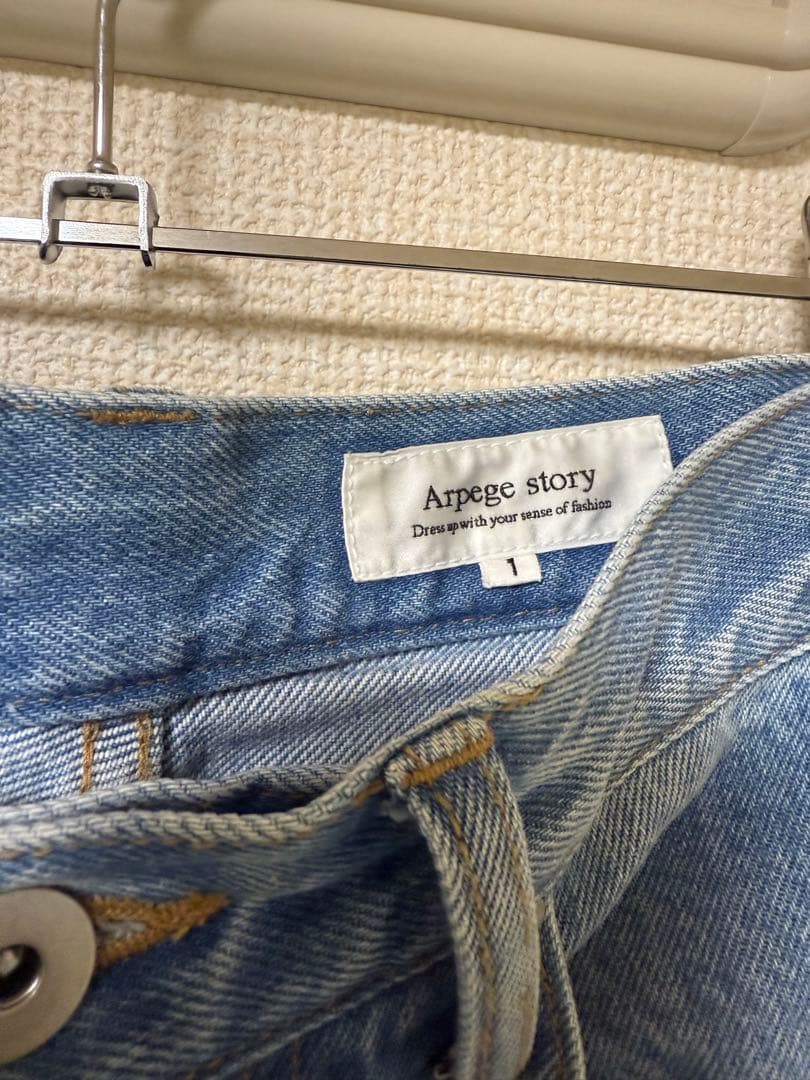 Arpege story
Dress up with your sense of fashion
1